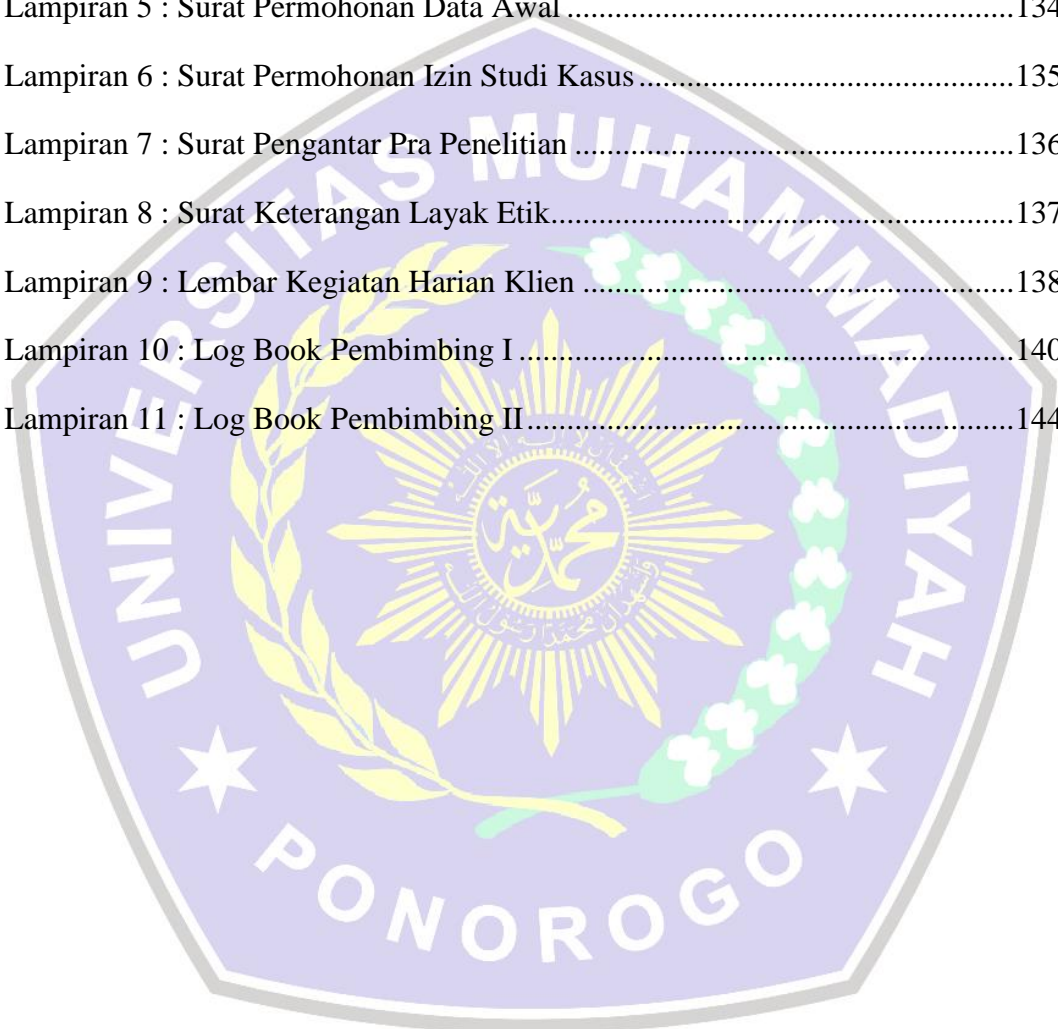 Lampiran 5 : Surat Permohonan Data Awal ........................................................134
Lampiran 6 : Surat Permohonan Izin Studi Kasus ...............................................135
Lampiran 7 : Surat Pengantar Pra Penelitian .......................................................136
Lampiran 8 : Surat Keterangan Layak Etik..........................................................137
Lampiran 9 : Lembar Kegiatan Harian Klien ......................................................138
Lampiran 10 : Log Book Pembimbing I ..............................................................140
Lampiran 11 : Log Book Pembimbing II.............................................................144
UNIVERSITAS MUHAMMADIYAH
PONOROGO
محمدية